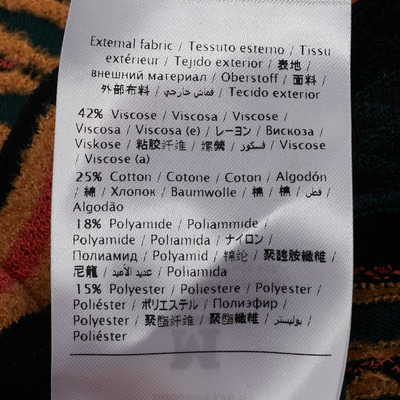 External fabric / Tessuto esterno / Tissu
extérieur / Tejido exterior / 表地 /
внешний материал / Oberstoff / 面料 /
外部布料 / قماش خارجي / Tecido exterior
42% Viscose / Viscosa / Viscose /
Viscosa / Viscosa (e) / レーヨン / Вискоза /
Viskose / 粘胶纤维 / 嫘縈 / فسكوز / Viscose
/ Viscose (a)
25% Cotton / Cotone / Coton / Algodón
/ 綿 / Хлопок / Baumwolle / 棉 / 棉 / قطن /
Algodão
18% Polyamide / Poliammide /
Polyamide / Poliamida / ナイロン /
Полиамид / Polyamid / 锦纶 / 聚醯胺纖維 /
尼龍 / عديد الأميد / Poliamida
15% Polyester / Poliestere / Polyester /
Poliéster / ポリエステル / Полиэфир /
Polyester / 聚酯纤维 / 聚酯纖維 / بوليستر /
Poliéster